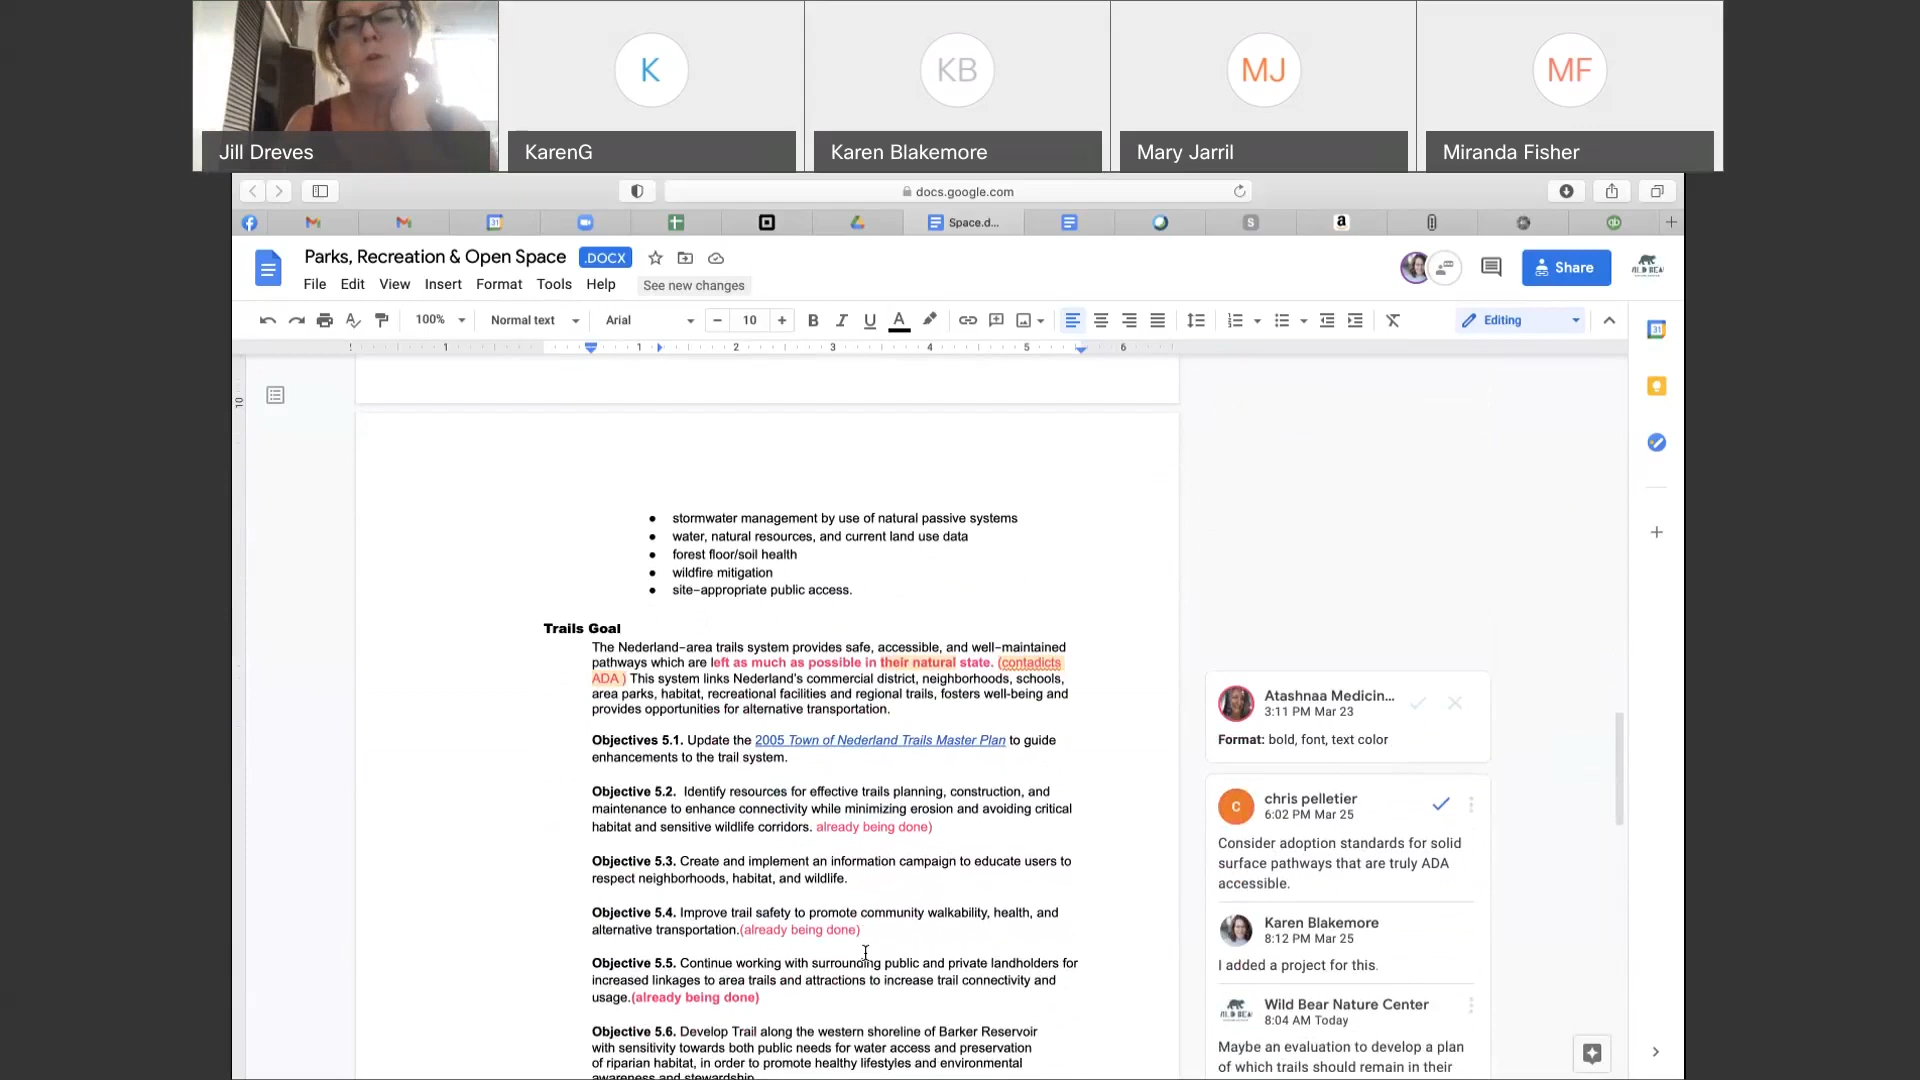 K
KB
MJ
MF
Jill Dreves
KarenG
Karen Blakemore
Mary Jarril
Miranda Fisher
docs.google.com
Space.d...
Parks, Recreation & Open Space
.DOCX
File Edit View Insert Format Tools Help
See new changes
Share
100%
Normal text
Arial
10
Editing
1 1 2 3 4 5 6
10
● stormwater management by use of natural passive systems
● water, natural resources, and current land use data
● forest floor/soil health
● wildfire mitigation
● site-appropriate public access.
Trails Goal
The Nederland-area trails system provides safe, accessible, and well-maintained
pathways which are left as much as possible in their natural state. (contadicts
ADA ) This system links Nederland's commercial district, neighborhoods, schools,
area parks, habitat, recreational facilities and regional trails, fosters well-being and
provides opportunities for alternative transportation.
Objectives 5.1. Update the 2005 Town of Nederland Trails Master Plan to guide
enhancements to the trail system.
Objective 5.2. Identify resources for effective trails planning, construction, and
maintenance to enhance connectivity while minimizing erosion and avoiding critical
habitat and sensitive wildlife corridors. already being done)
Objective 5.3. Create and implement an information campaign to educate users to
respect neighborhoods, habitat, and wildlife.
Objective 5.4. Improve trail safety to promote community walkability, health, and
alternative transportation.(already being done)
Objective 5.5. Continue working with surrounding public and private landholders for
increased linkages to area trails and attractions to increase trail connectivity and
usage.(already being done)
Objective 5.6. Develop Trail along the western shoreline of Barker Reservoir
with sensitivity towards both public needs for water access and preservation
of riparian habitat, in order to promote healthy lifestyles and environmental
awareness and stewardship
Atashnaa Medicin...
3:11 PM Mar 23
Format: bold, font, text color
C
chris pelletier
6:02 PM Mar 25
Consider adoption standards for solid
surface pathways that are truly ADA
accessible.
Karen Blakemore
8:12 PM Mar 25
I added a project for this.
Wild Bear Nature Center
8:04 AM Today
Maybe an evaluation to develop a plan
of which trails should remain in their